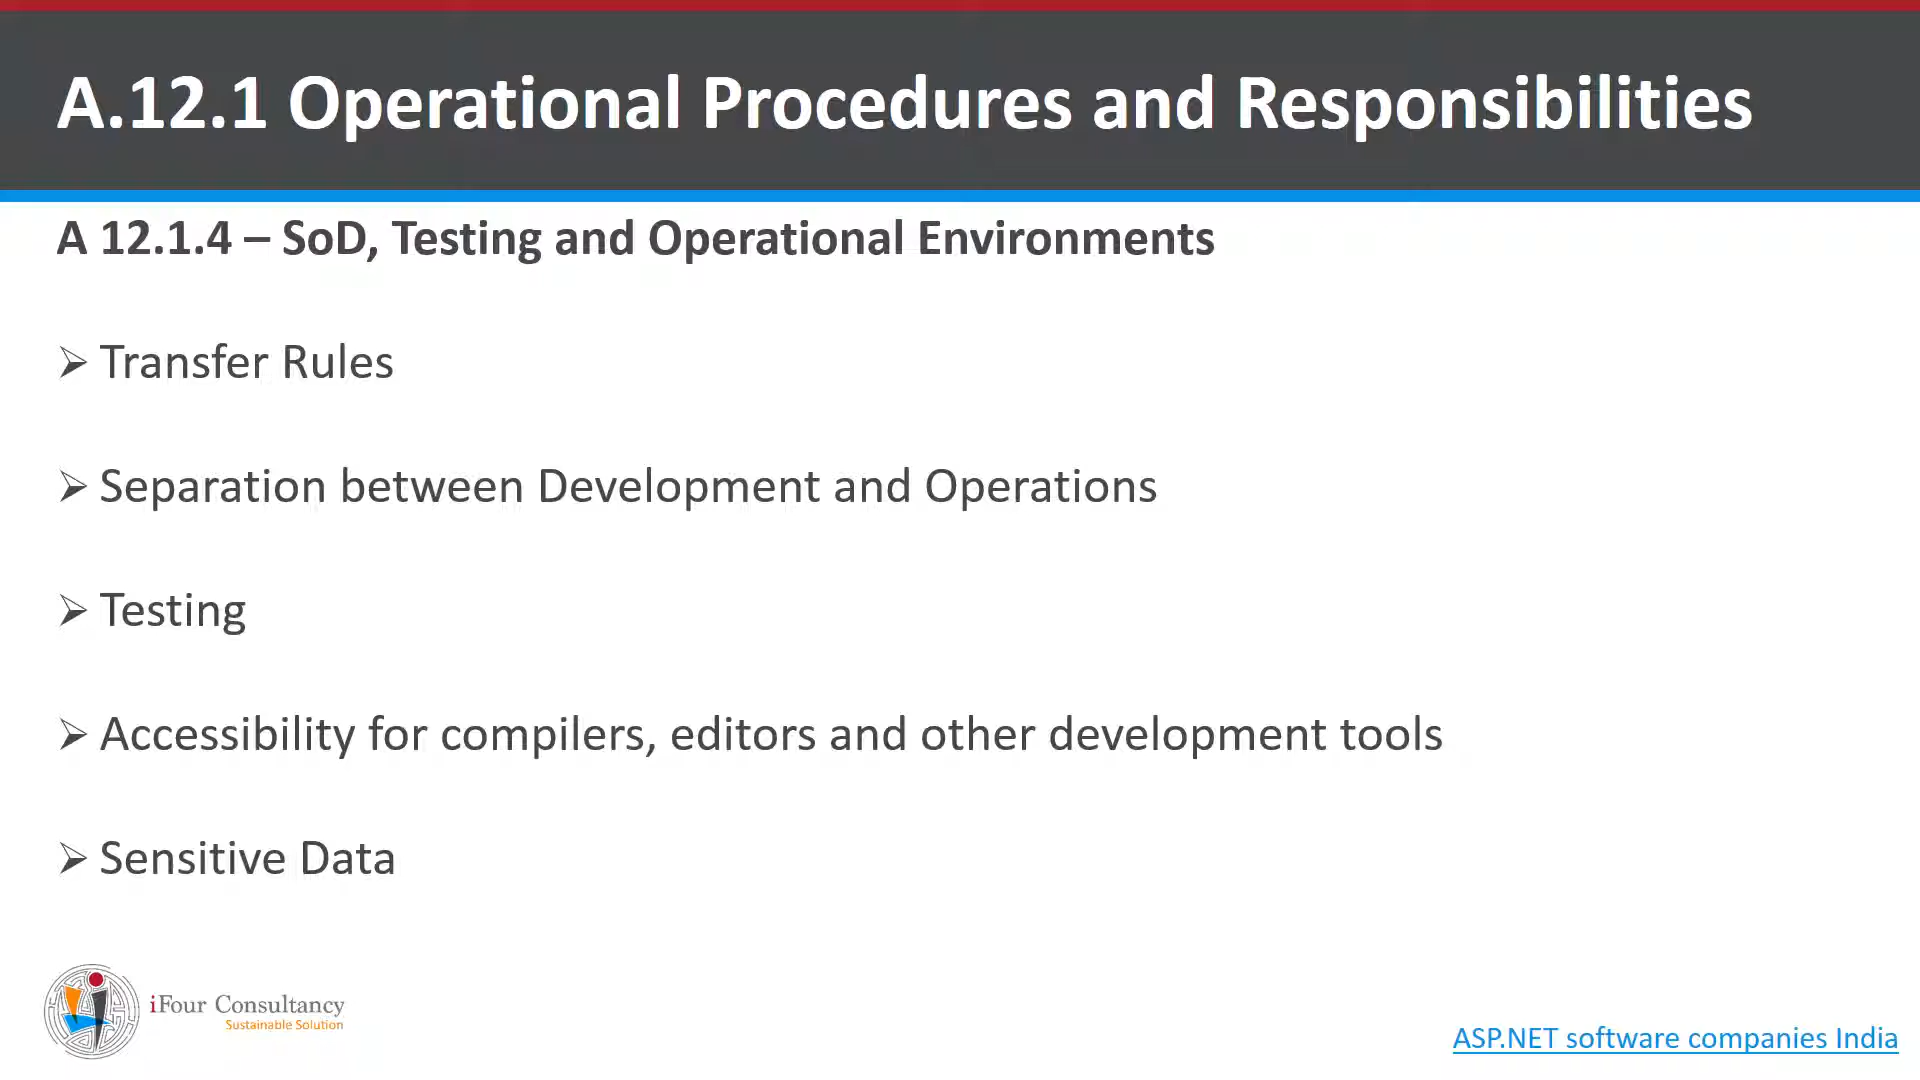 A.12.1 Operational Procedures and Responsibilities
A 12.1.4 – SoD, Testing and Operational Environments
➢ Transfer Rules
➢ Separation between Development and Operations
➢ Testing
➢ Accessibility for compilers, editors and other development tools
➢ Sensitive Data
iFour Consultancy
Sustainable Solution
ASP.NET software companies India